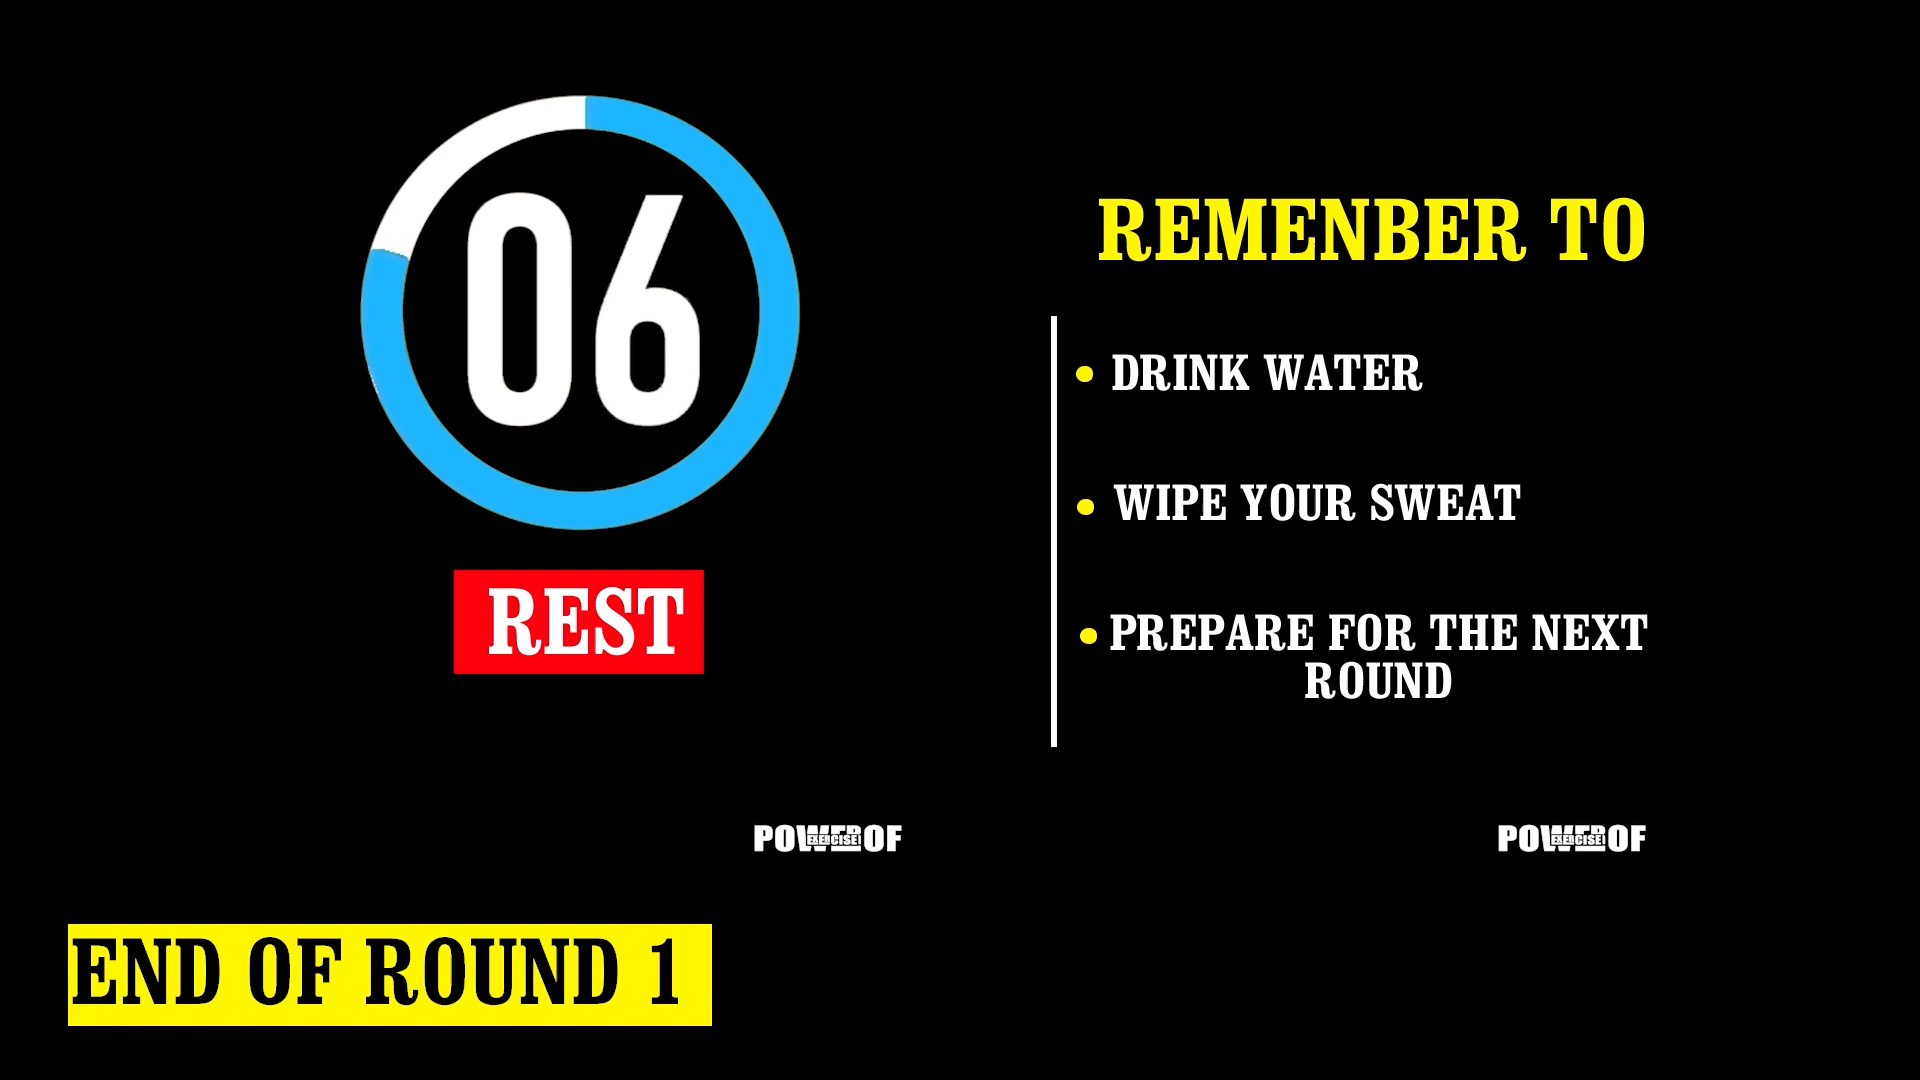 06
REST
REMENBER TO
DRINK WATER
WIPE YOUR SWEAT
PREPARE FOR THE NEXT
ROUND
POWER OF
EXERCISE
POWER OF
EXERCISE
END OF ROUND 1